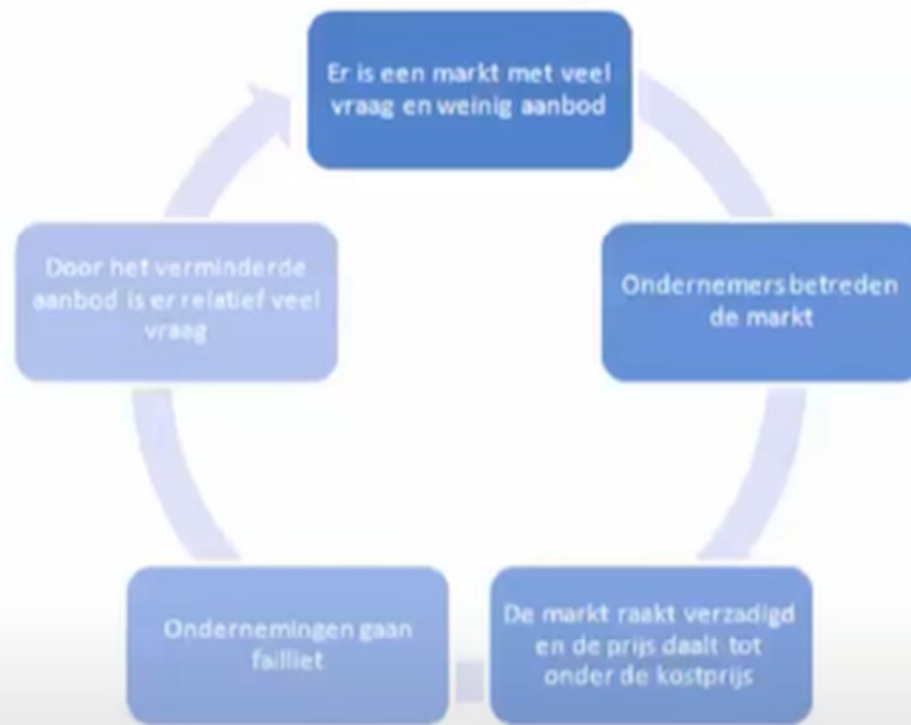 Er is een markt met veel
vraag en weinig aanbod
Ondernemers betreden
de markt
De markt raakt verzadigd
en de prijs daalt tot
onder de kostprijs
Ondernemingen gaan
failliet
Door het verminderde
aanbod is er relatief veel
vraag